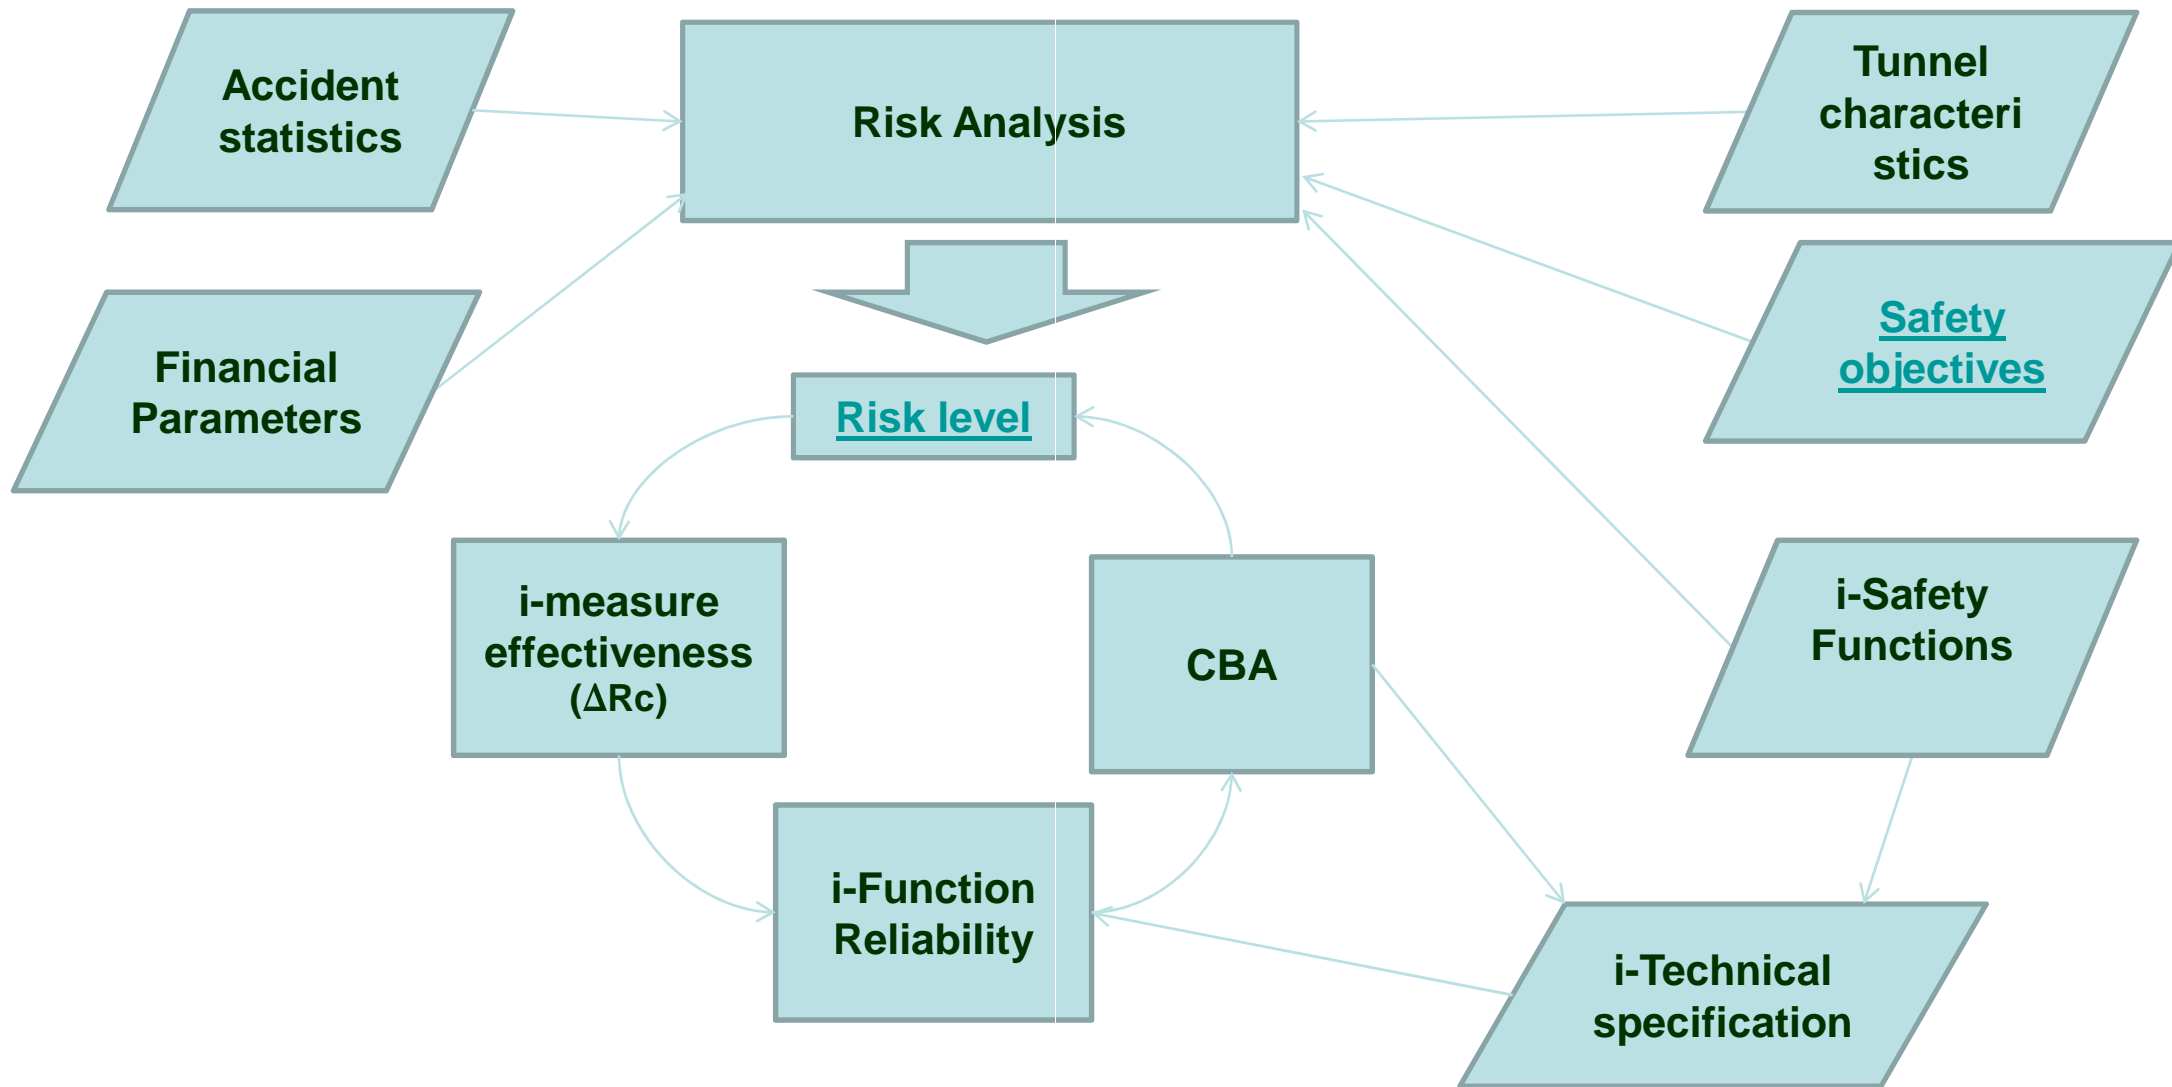 Accident
statistics
Risk Analysis
Tunnel
characteri
stics
Financial
Parameters
Risk level
Safety
objectives
i-measure
effectiveness
(ΔRc)
CBA
i-Safety
Functions
i-Function
Reliability
i-Technical
specification